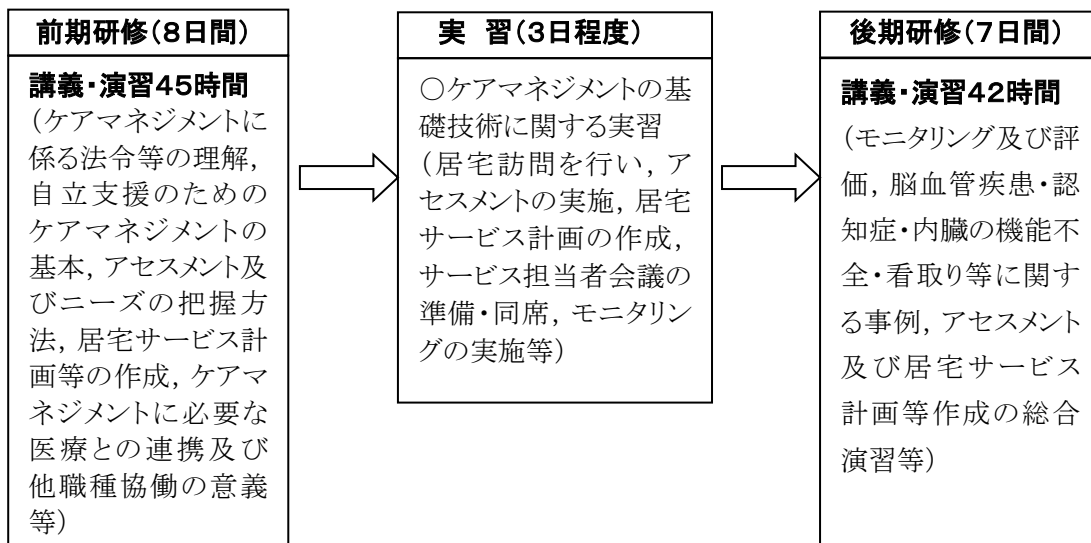 前期研修(8日間)
講義・演習45時間
(ケアマネジメントに
係る法令等の理解,
自立支援のための
ケアマネジメントの
基本, アセスメント及
びニーズの把握方
法, 居宅サービス計
画等の作成, ケアマ
ネジメントに必要な
医療との連携及び
他職種協働の意義
等)
実 習(3日程度)
○ケアマネジメントの基
礎技術に関する実習
(居宅訪問を行い, ア
セスメントの実施, 居宅
サービス計画の作成,
サービス担当者会議の
準備・同席, モニタリン
グの実施等)
後期研修(7日間)
講義・演習42時間
(モニタリング及び評
価, 脳血管疾患・認
知症・内臓の機能不
全・看取り等に関す
る事例, アセスメント
及び居宅サービス
計画等作成の総合
演習等)